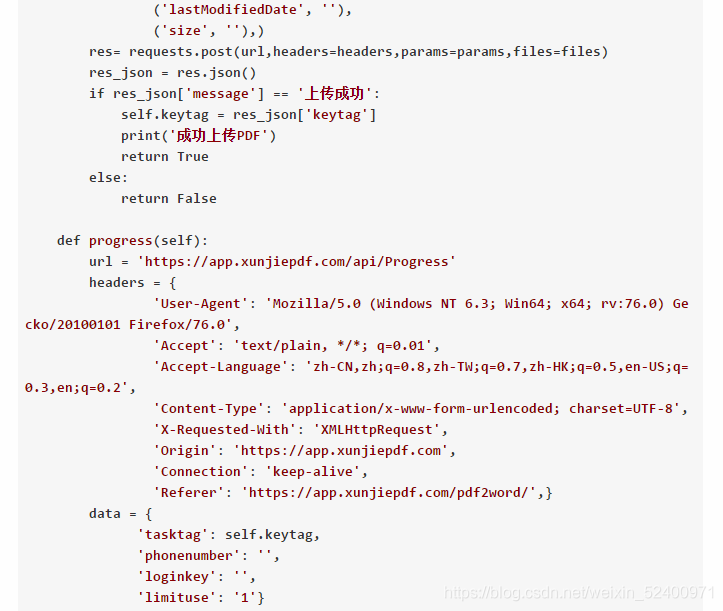 ('lastModifiedDate', ''),
('size', ''),)
res= requests.post(url,headers=headers,params=params,files=files)
res_json = res.json()
if res_json['message'] == '上传成功':
self.keytag = res_json['keytag']
print('成功上传PDF')
return True
else:
return False
def progress(self):
url = 'https://app.xunjiepdf.com/api/Progress'
headers = {
'User-Agent': 'Mozilla/5.0 (Windows NT 6.3; Win64; x64; rv:76.0) Ge
cko/20100101 Firefox/76.0',
'Accept': 'text/plain, */*; q=0.01',
'Accept-Language': 'zh-CN,zh;q=0.8,zh-TW;q=0.7,zh-HK;q=0.5,en-US;q=
0.3,en;q=0.2',
'Content-Type': 'application/x-www-form-urlencoded; charset=UTF-8',
'X-Requested-With': 'XMLHttpRequest',
'Origin': 'https://app.xunjiepdf.com',
'Connection': 'keep-alive',
'Referer': 'https://app.xunjiepdf.com/pdf2word/',}
data = {
'tasktag': self.keytag,
'phonenumber': '',
'loginkey': '',
'limituse': '1'}
https://blog.csdn.net/weixin_52400971